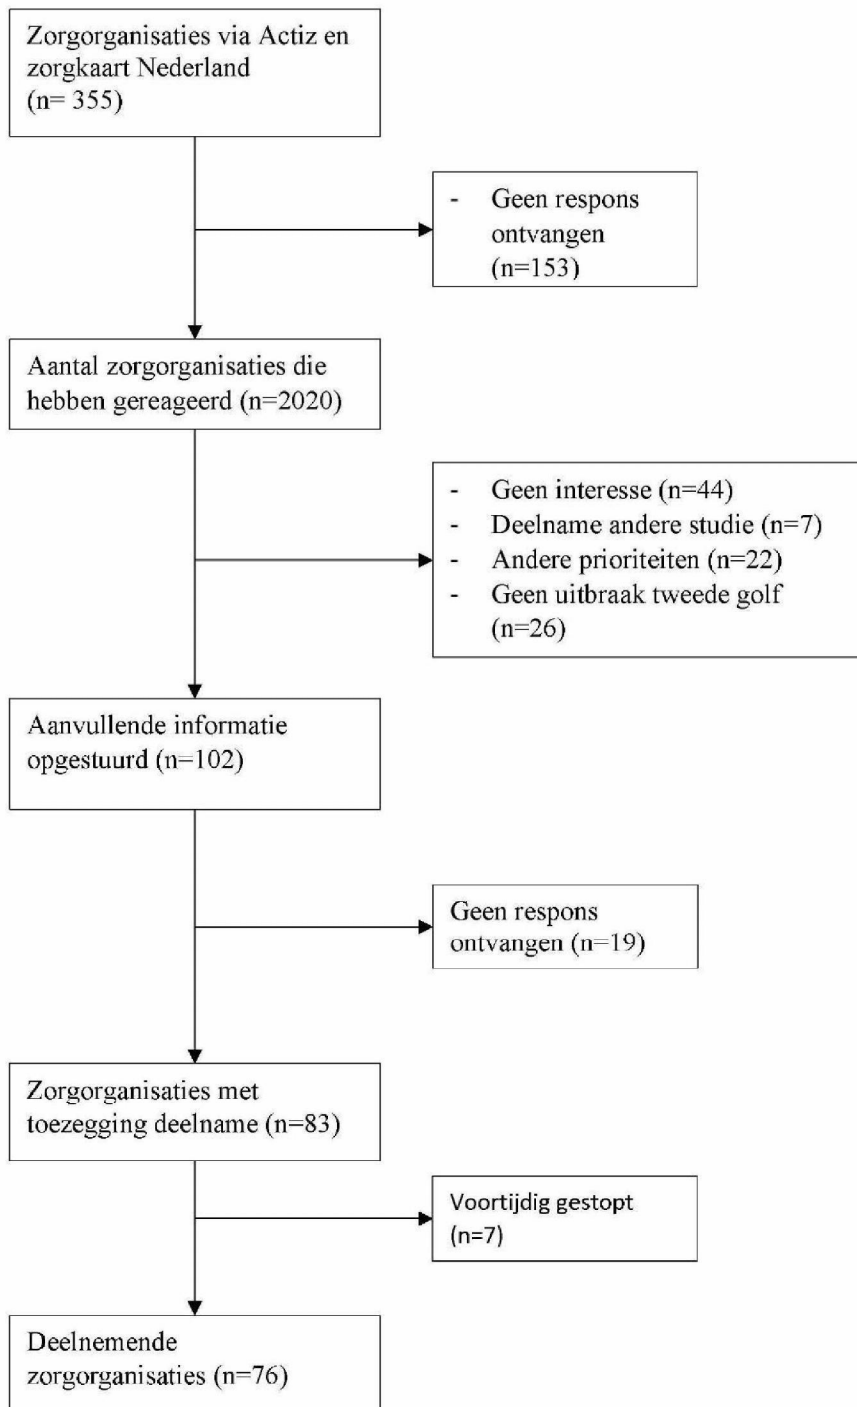 Zorgorganisaties via Actiz en
zorgkaart Nederland
(n= 355)
- Geen respons
ontvangen
(n=153)
Aantal zorgorganisaties die
hebben gereageerd (n=2020)
- Geen interesse (n=44)
- Deelname andere studie (n=7)
- Andere prioriteiten (n=22)
- Geen uitbraak tweede golf
(n=26)
Aanvullende informatie
opgestuurd (n=102)
Geen respons
ontvangen (n=19)
Zorgorganisaties met
toezegging deelname (n=83)
Voortijdig gestopt
(n=7)
Deelnemende
zorgorganisaties (n=76)